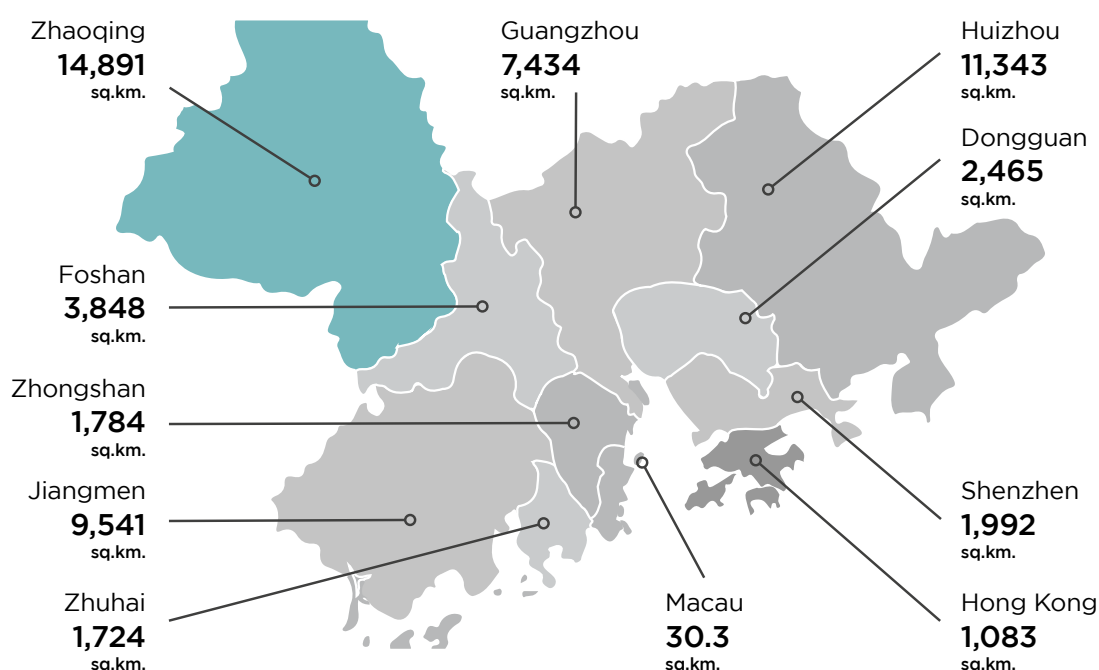 Zhaoqing
14,891
sq.km.
Guangzhou
7,434
sq.km.
Huizhou
11,343
sq.km.
Dongguan
2,465
sq.km.
Foshan
3,848
sq.km.
Zhongshan
1,784
sq.km.
Jiangmen
9,541
sq.km.
Zhuhai
1,724
sq.km.
Macau
30.3
sq.km.
Shenzhen
1,992
sq.km.
Hong Kong
1,083
sq.km.